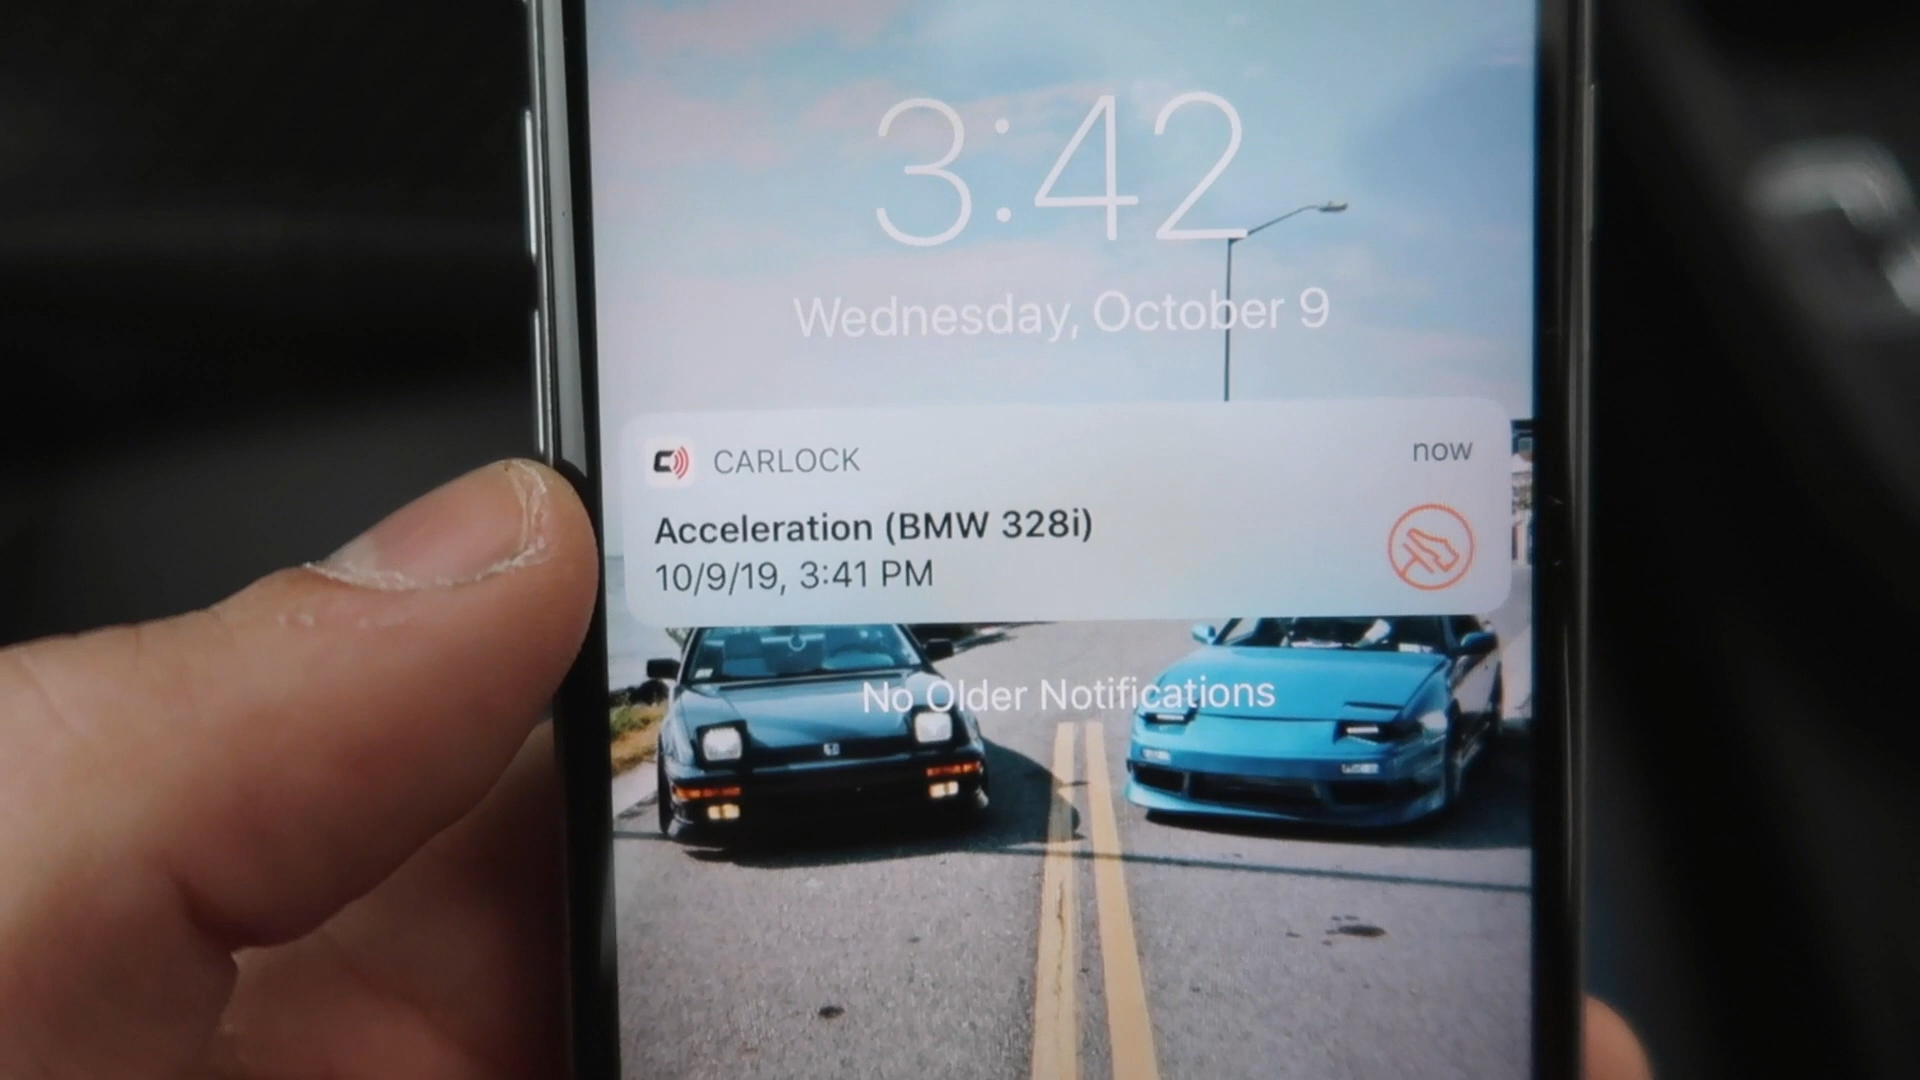 3:42
Wednesday, October 9
CARLOCK
now
Acceleration (BMW 328i)
10/9/19, 3:41 PM
No Older Notifications